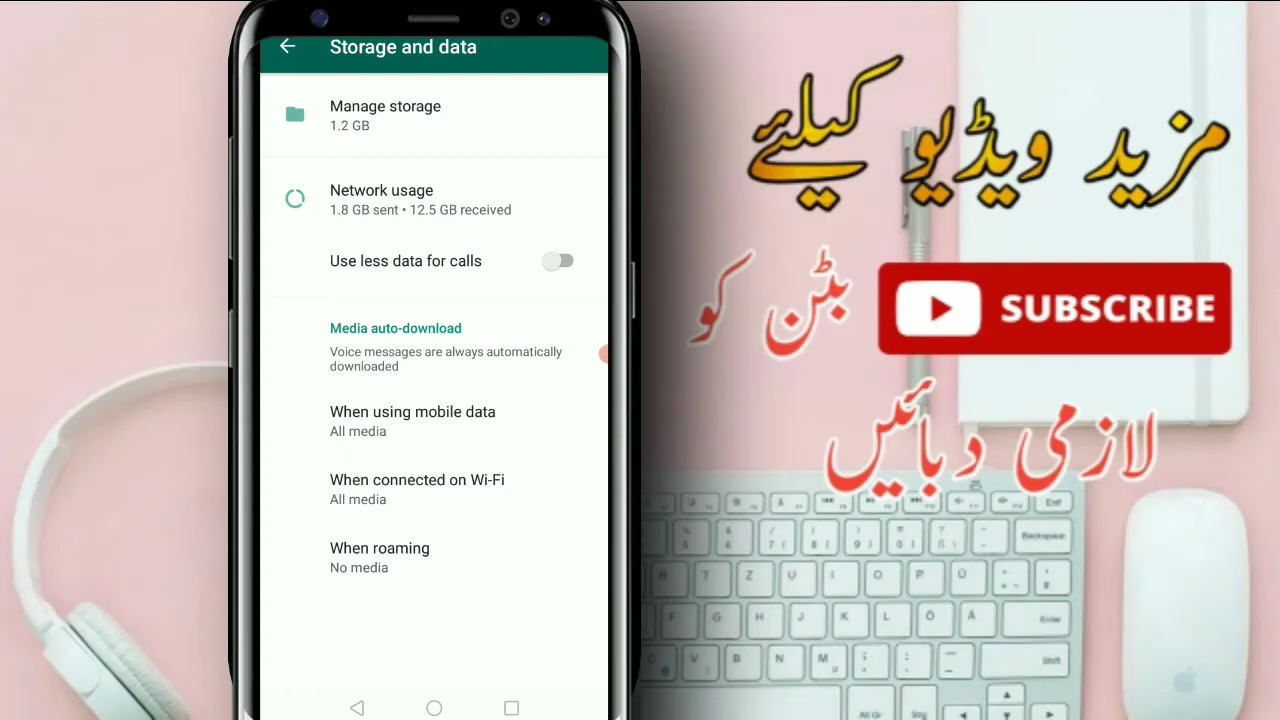 Storage and data
Manage storage
1.2 GB
Network usage
1.8 GB sent • 12.5 GB received
Use less data for calls
Media auto-download
Voice messages are always automatically
downloaded
When using mobile data
All media
When connected on Wi-Fi
All media
When roaming
No media
مزید ویڈیو کیلئے
SUBSCRIBE بٹن کو
لازمی دبائیں
Backspace
R T Z U I O P Ü
Enter
F G H J K L Ö Ä
C V B N M
Shift